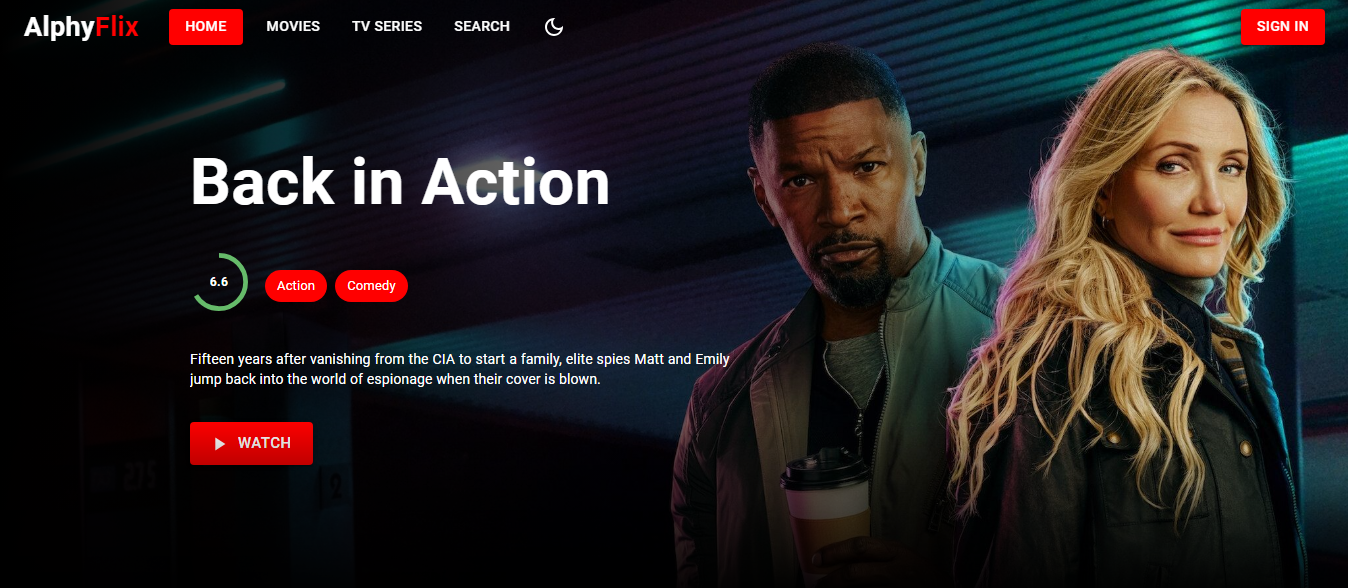 AlphyFlix HOME MOVIES TV SERIES SEARCH SIGN IN
Back in Action
6.6 Action Comedy
Fifteen years after vanishing from the CIA to start a family, elite spies Matt and Emily
jump back into the world of espionage when their cover is blown.
WATCH
2